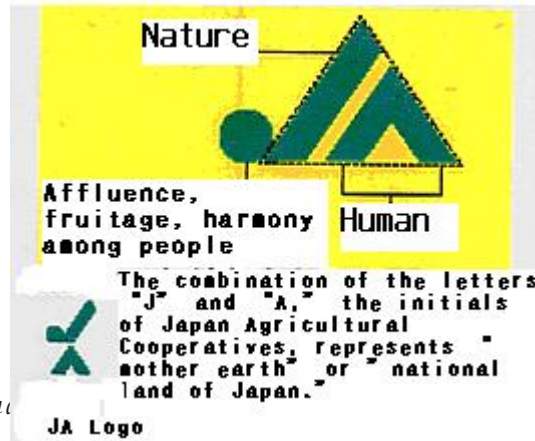 Nature
Affluence,
fruitage, harmony
among people
Human
The combination of the letters
"J" and "A," the initials
of Japan Agricultural
Cooperatives, represents "
mother earth" or " national
land of Japan."
JA Logo